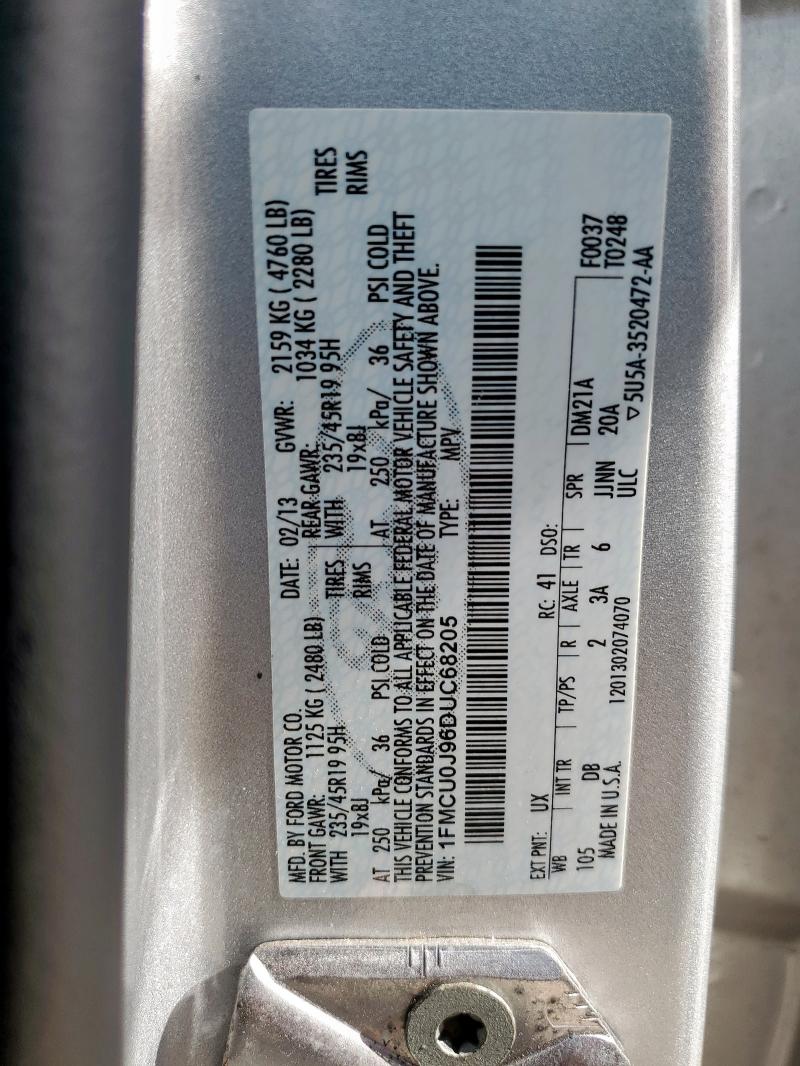 MFD. BY FORD MOTOR CO. DATE: 02/13 GVWR: 2159 KG ( 4760 LB)
FRONT GAWR: 1125 KG ( 2480 LB) REAR GAWR: 1034 KG ( 2280 LB)
WITH 235/45R19 95H TIRES WITH 235/45R19 95H TIRES
19x8J RIMS 19x8J RIMS
AT 250 kPa/ 36 PSI COLD AT 250 kPa/ 36 PSI COLD
THIS VEHICLE CONFORMS TO ALL APPLICABLE FEDERAL MOTOR VEHICLE SAFETY AND THEFT
PREVENTION STANDARDS IN EFFECT ON THE DATE OF MANUFACTURE SHOWN ABOVE.
VIN: 1FMCU0J96DUC68205 TYPE: MPV
EXT PNT: UX RC: 41 DSO: F0037
WB INT TR TP/PS R AXLE TR SPR DM21A T0248
105 DB 2 3A 6 JJNN 20A
MADE IN U.S.A. 1201302074070 ULC ▽5U5A-3520472-AA